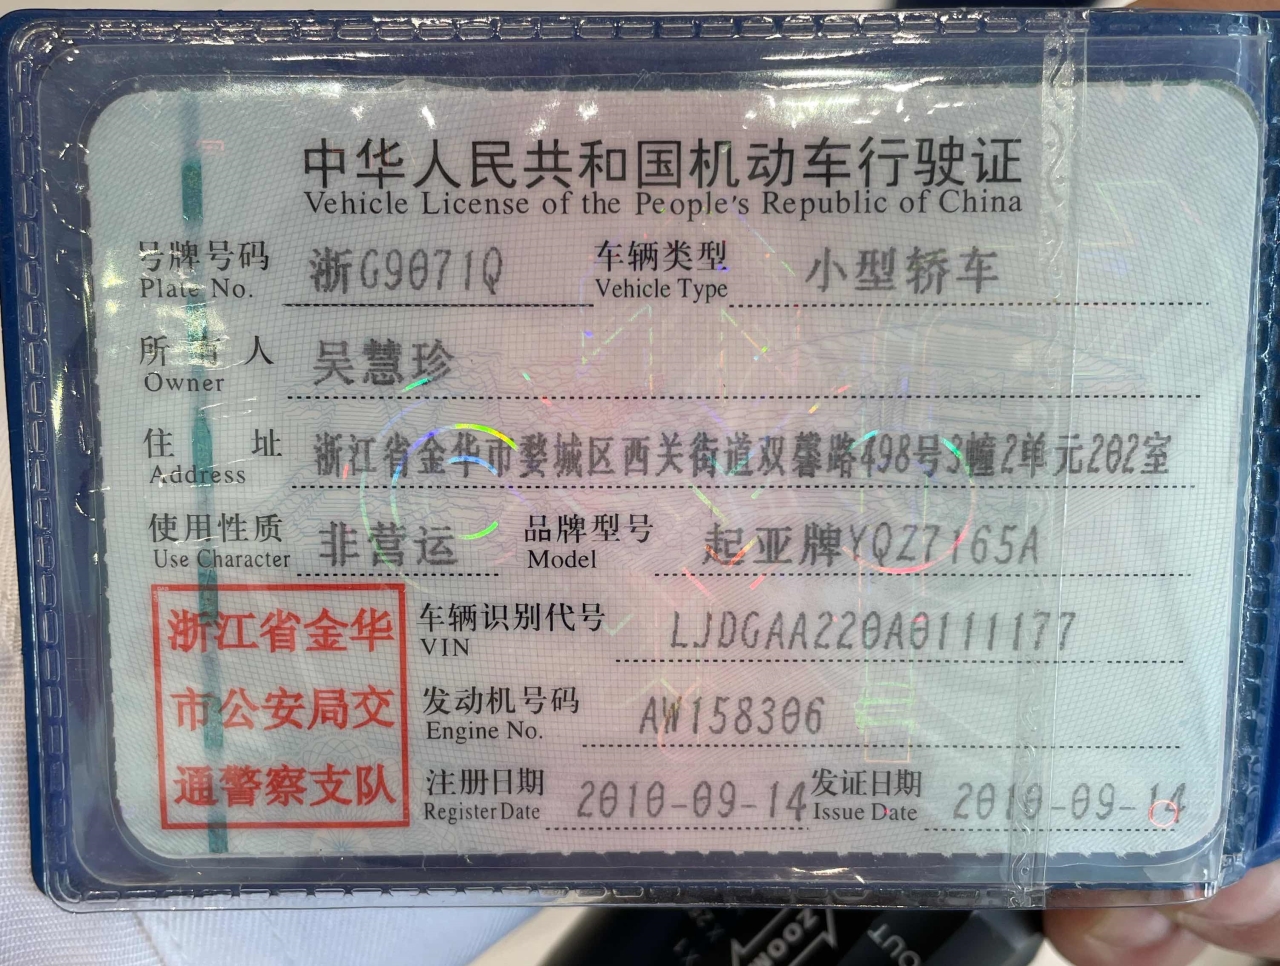 中华人民共和国机动车行驶证
Vehicle License of the People's Republic of China
号牌号码 浙G9071Q 车辆类型 小型轿车
Plate No. Vehicle Type
所有人 吴慧珍
Owner
住址 浙江省金华市婺城区西关街道双馨路498号3幢2单元202室
Address
使用性质 非营运 品牌型号 起亚牌YQZ7165A
Use Character Model
浙江省金华
市公安局交
通警察支队
车辆识别代号 LJDGAA220A0111177
VIN
发动机号码 AW158306
Engine No.
注册日期 2010-09-14 发证日期 2010-09-14
Register Date Issue Date
ZOOM
OUT